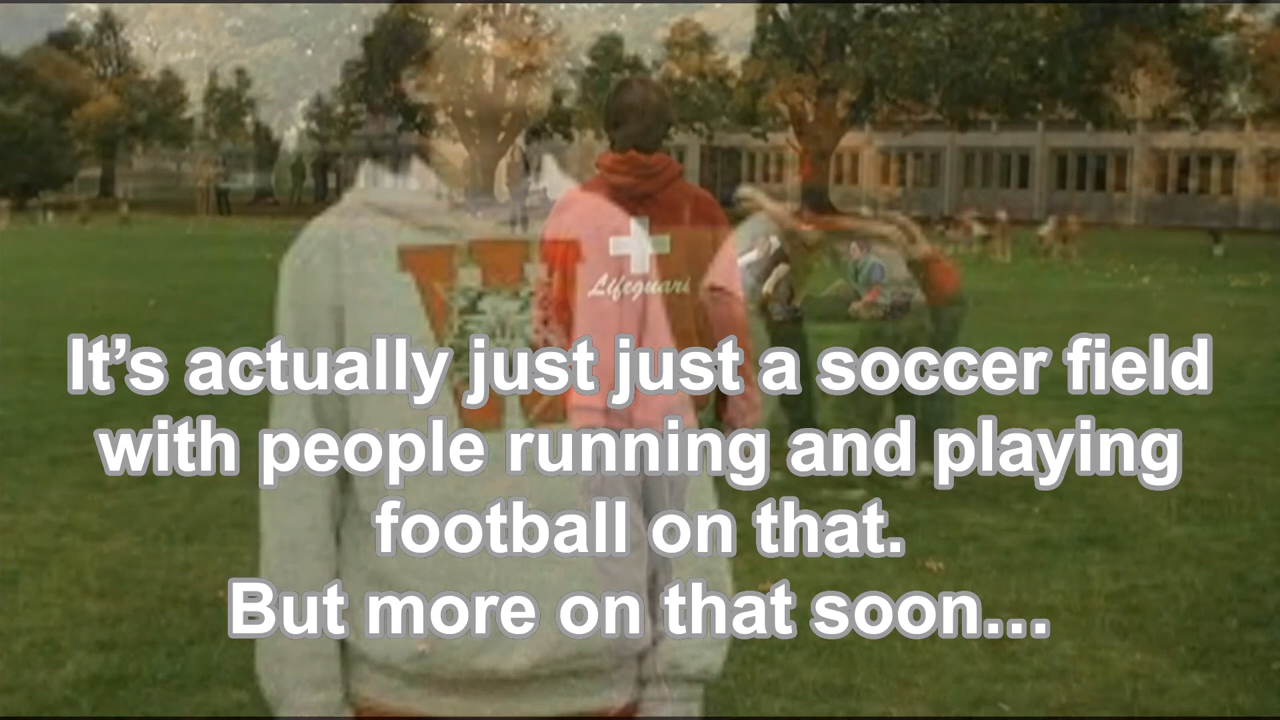 W
Lifeguard
It’s actually just just a soccer field
with people running and playing
football on that.
But more on that soon...